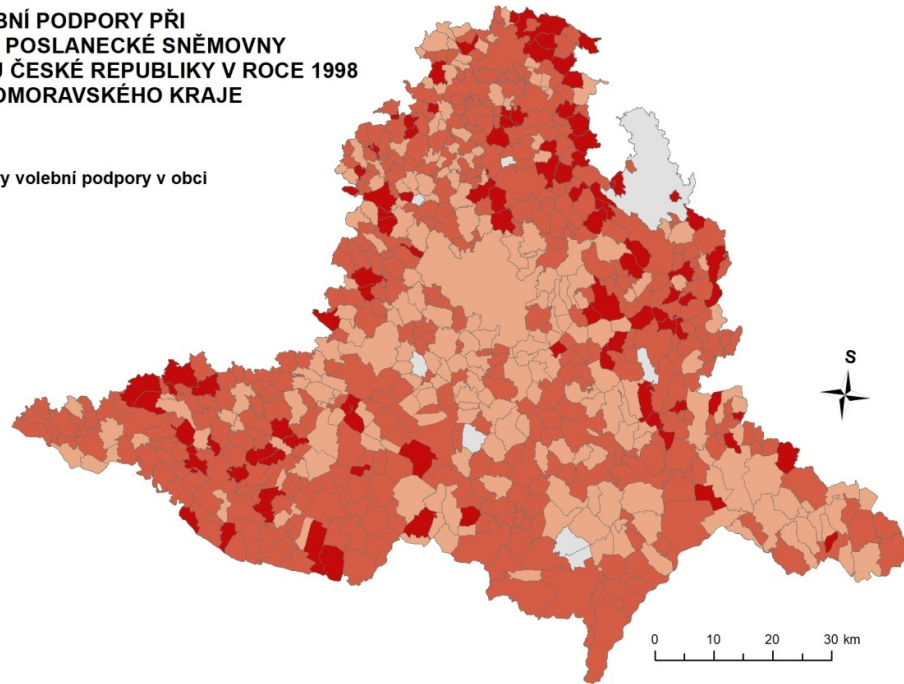 BNÍ PODPORY PŘI
POSLANECKÉ SNĚMOVNY
U ČESKÉ REPUBLIKY V ROCE 1998
OMORAVSKÉHO KRAJE
y volební podpory v obci
S
0 10 20 30 km